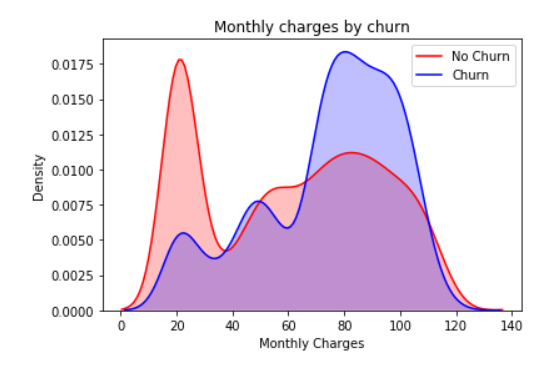 Monthly charges by churn
No Churn
Churn
Density
0.0175
0.0150
0.0125
0.0100
0.0075
0.0050
0.0025
0.0000
0 20 40 60 80 100 120 140
Monthly Charges